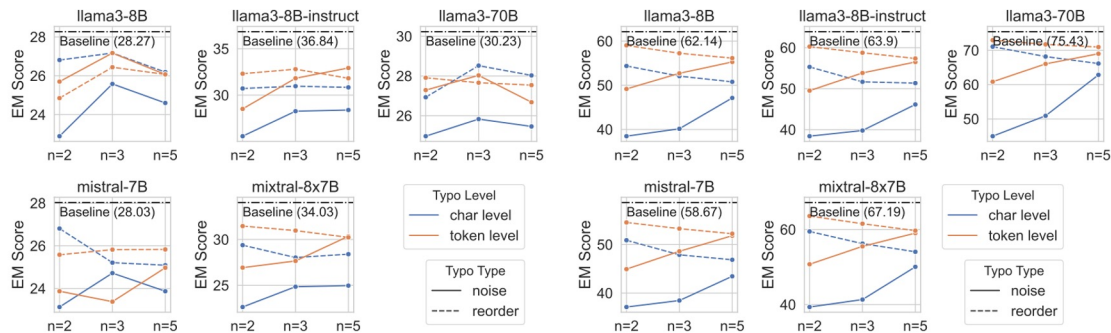 llama3-8B
llama3-8B-instruct
llama3-70B
llama3-8B
llama3-8B-instruct
llama3-70B
EM Score
28
26
24
Baseline (28.27)
n=2 n=3 n=5
EM Score
35
30
Baseline (36.84)
n=2 n=3 n=5
EM Score
30
28
26
Baseline (30.23)
n=2 n=3 n=5
EM Score
60
50
40
Baseline (62.14)
n=2 n=3 n=5
EM Score
60
50
40
Baseline (63.9)
n=2 n=3 n=5
EM Score
70
60
50
Baseline (75.43)
n=2 n=3 n=5
mistral-7B
mixtral-8x7B
mistral-7B
mixtral-8x7B
EM Score
28
26
24
Baseline (28.03)
n=2 n=3 n=5
EM Score
30
25
Baseline (34.03)
n=2 n=3 n=5
Typo Level
char level
token level
Typo Type
noise
reorder
EM Score
50
40
Baseline (58.67)
n=2 n=3 n=5
EM Score
60
40
Baseline (67.19)
n=2 n=3 n=5
Typo Level
char level
token level
Typo Type
noise
reorder